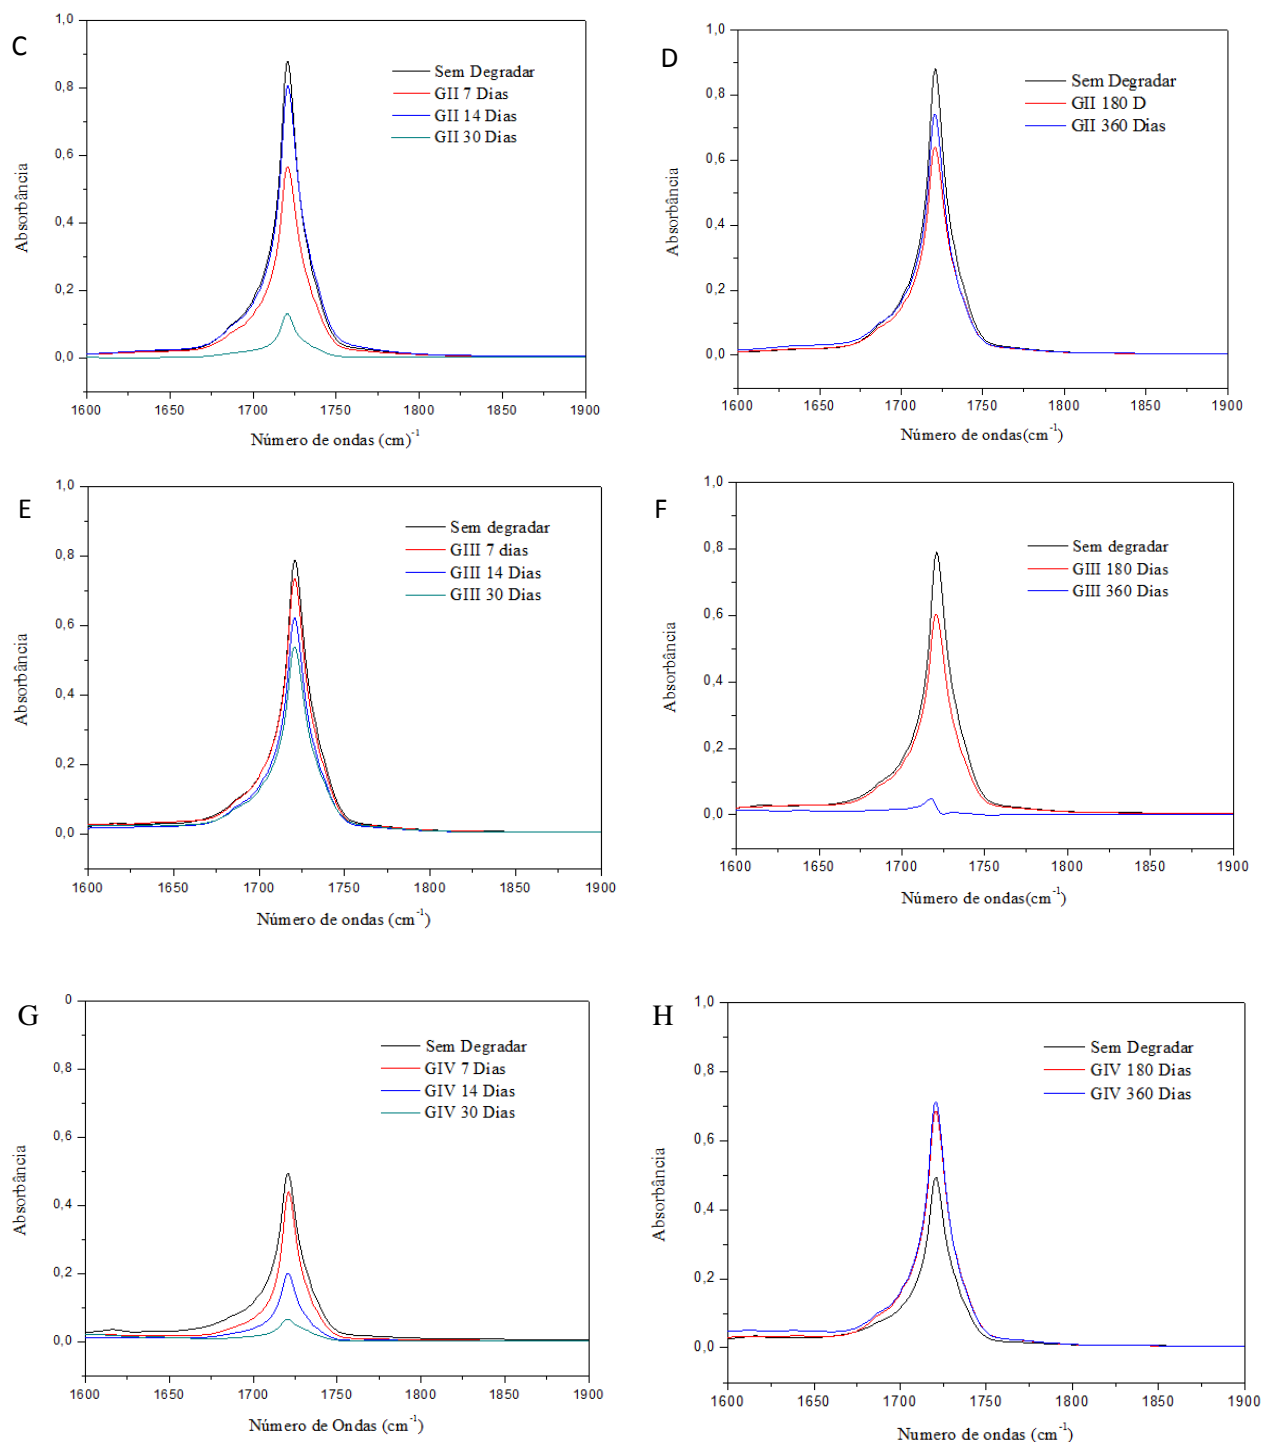 C
1,0
0,8
0,6
0,4
0,2
0,0
Absorbância
Sem Degradar
GII 7 Dias
GII 14 Dias
GII 30 Dias
1600 1650 1700 1750 1800 1850 1900
Número de ondas (cm)-1
D
1,0
0,8
0,6
0,4
0,2
0,0
Absorbância
Sem Degradar
GII 180 D
GII 360 Dias
1600 1650 1700 1750 1800 1850 1900
Número de ondas(cm-1)
E
1,0
0,8
0,6
0,4
0,2
0,0
Absorbância
Sem degradar
GIII 7 dias
GIII 14 Dias
GIII 30 Dias
1600 1650 1700 1750 1800 1850 1900
Número de ondas (cm-1)
F
1,0
0,8
0,6
0,4
0,2
0,0
Absorbância
Sem degradar
GIII 180 Dias
GIII 360 Dias
1600 1650 1700 1750 1800 1850 1900
Número de ondas(cm-1)
G
0
0,8
0,6
0,4
0,2
0,0
Absorbância
Sem Degradar
GIV 7 Dias
GIV 14 Dias
GIV 30 Dias
1600 1650 1700 1750 1800 1850 1900
Número de Ondas (cm-1)
H
1,0
0,8
0,6
0,4
0,2
0,0
Absorbância
Sem Degradar
GIV 180 Dias
GIV 360 Dias
1600 1650 1700 1750 1800 1850 1900
Numero de ondas (cm-1)